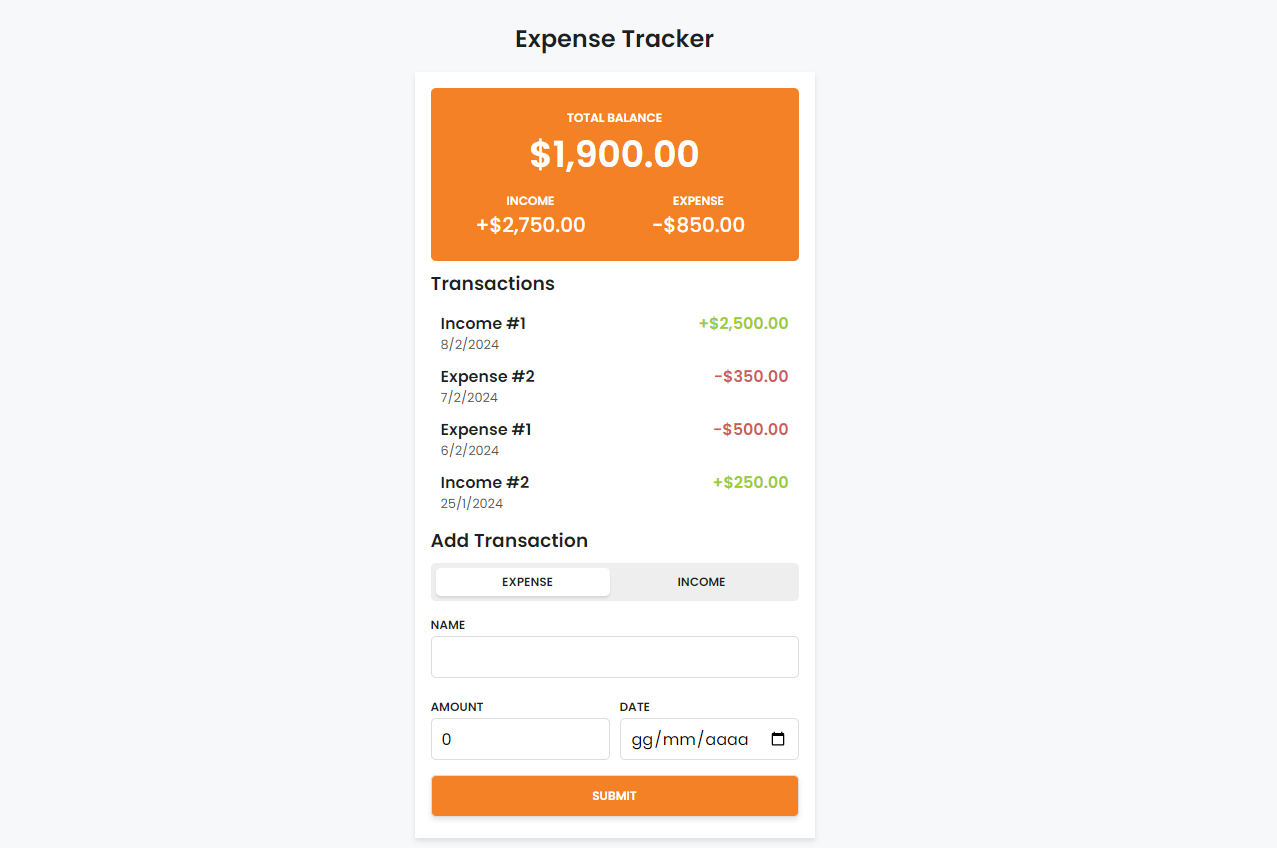 Expense Tracker
TOTAL BALANCE
$1,900.00
INCOME EXPENSE
+$2,750.00 -$850.00
Transactions
Income #1 +$2,500.00
8/2/2024
Expense #2 -$350.00
7/2/2024
Expense #1 -$500.00
6/2/2024
Income #2 +$250.00
25/1/2024
Add Transaction
EXPENSE INCOME
NAME
AMOUNT DATE
0 gg/mm/aaaa
SUBMIT